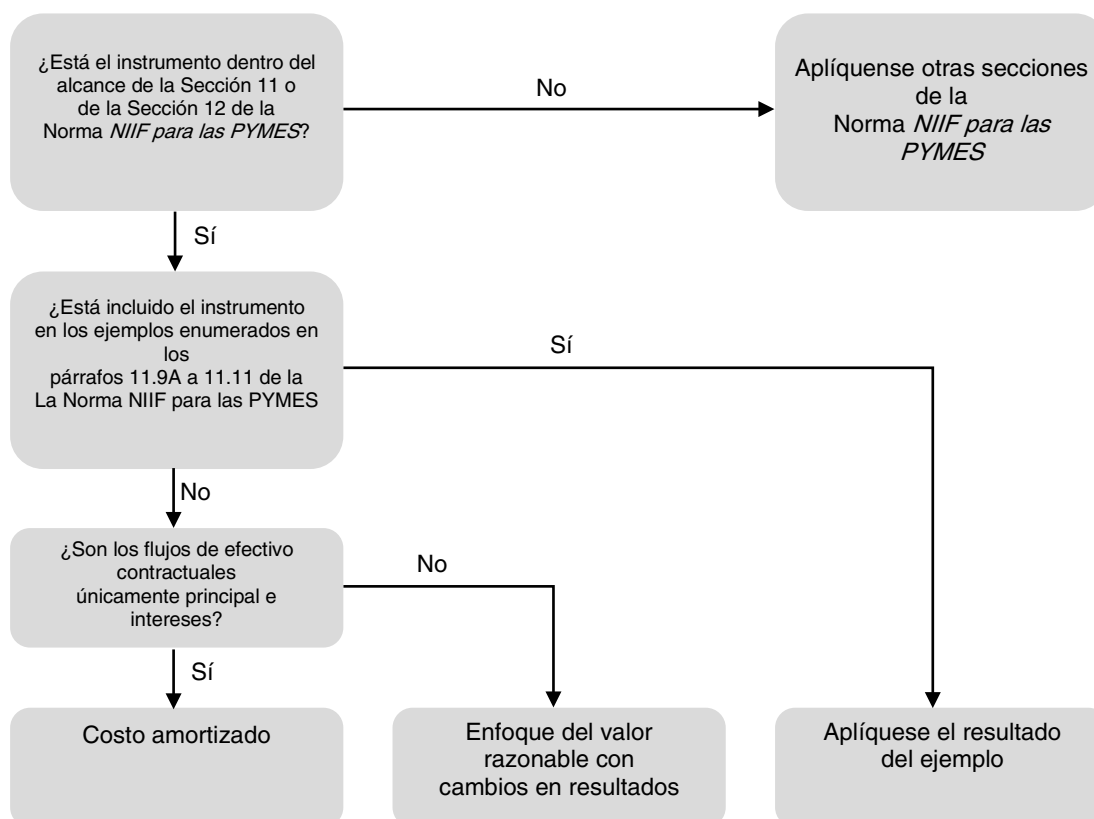 ¿Está el instrumento dentro del
alcance de la Sección 11 o
de la Sección 12 de la
Norma NIIF para las PYMES?
No
Aplíquense otras secciones
de la
Norma NIIF para las
PYMES
Sí
¿Está incluido el instrumento
en los ejemplos enumerados en
los
párrafos 11.9A a 11.11 de la
La Norma NIIF para las PYMES
Sí
No
¿Son los flujos de efectivo
contractuales
únicamente principal e
intereses?
No
Sí
Costo amortizado
Enfoque del valor
razonable con
cambios en resultados
Aplíquese el resultado
del ejemplo